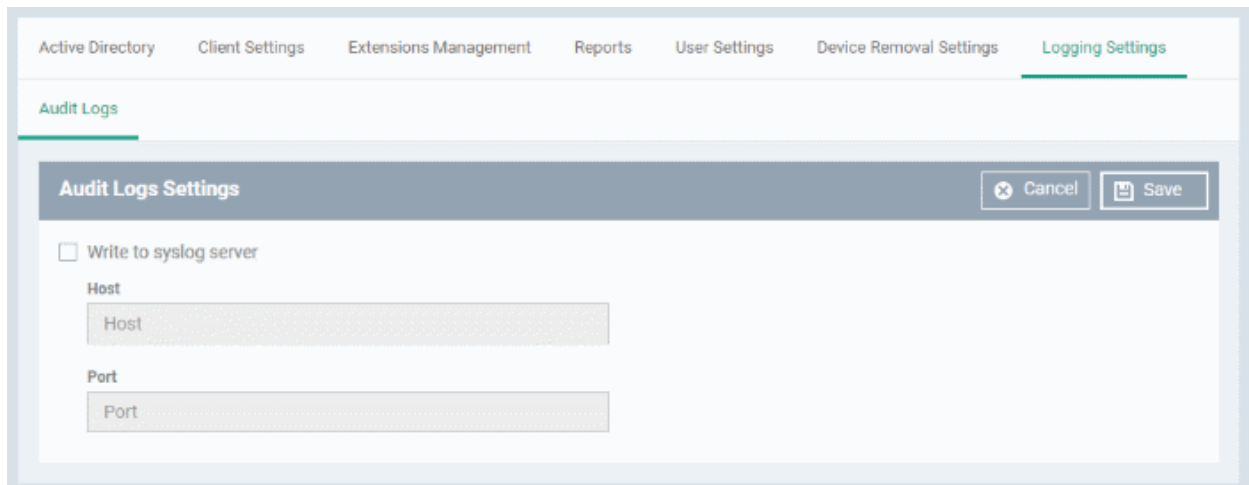 Active Directory Client Settings Extensions Management Reports User Settings Device Removal Settings Logging Settings
Audit Logs
Audit Logs Settings Cancel Save
Write to syslog server
Host
Host
Port
Port